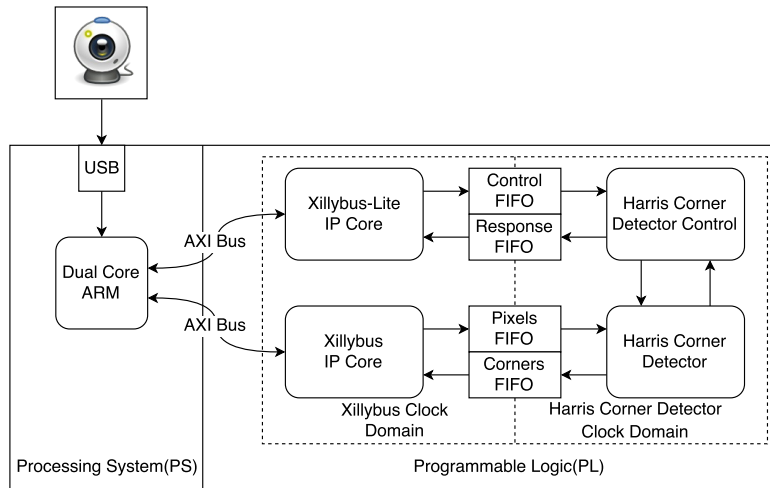 USB
Dual Core
ARM
AXI Bus
AXI Bus
Xillybus-Lite
IP Core
Control
FIFO
Response
FIFO
Harris Corner
Detector Control
Xillybus
IP Core
Pixels
FIFO
Corners
FIFO
Harris Corner
Detector
Xillybus Clock
Domain
Harris Corner Detector
Clock Domain
Processing System(PS)
Programmable Logic(PL)